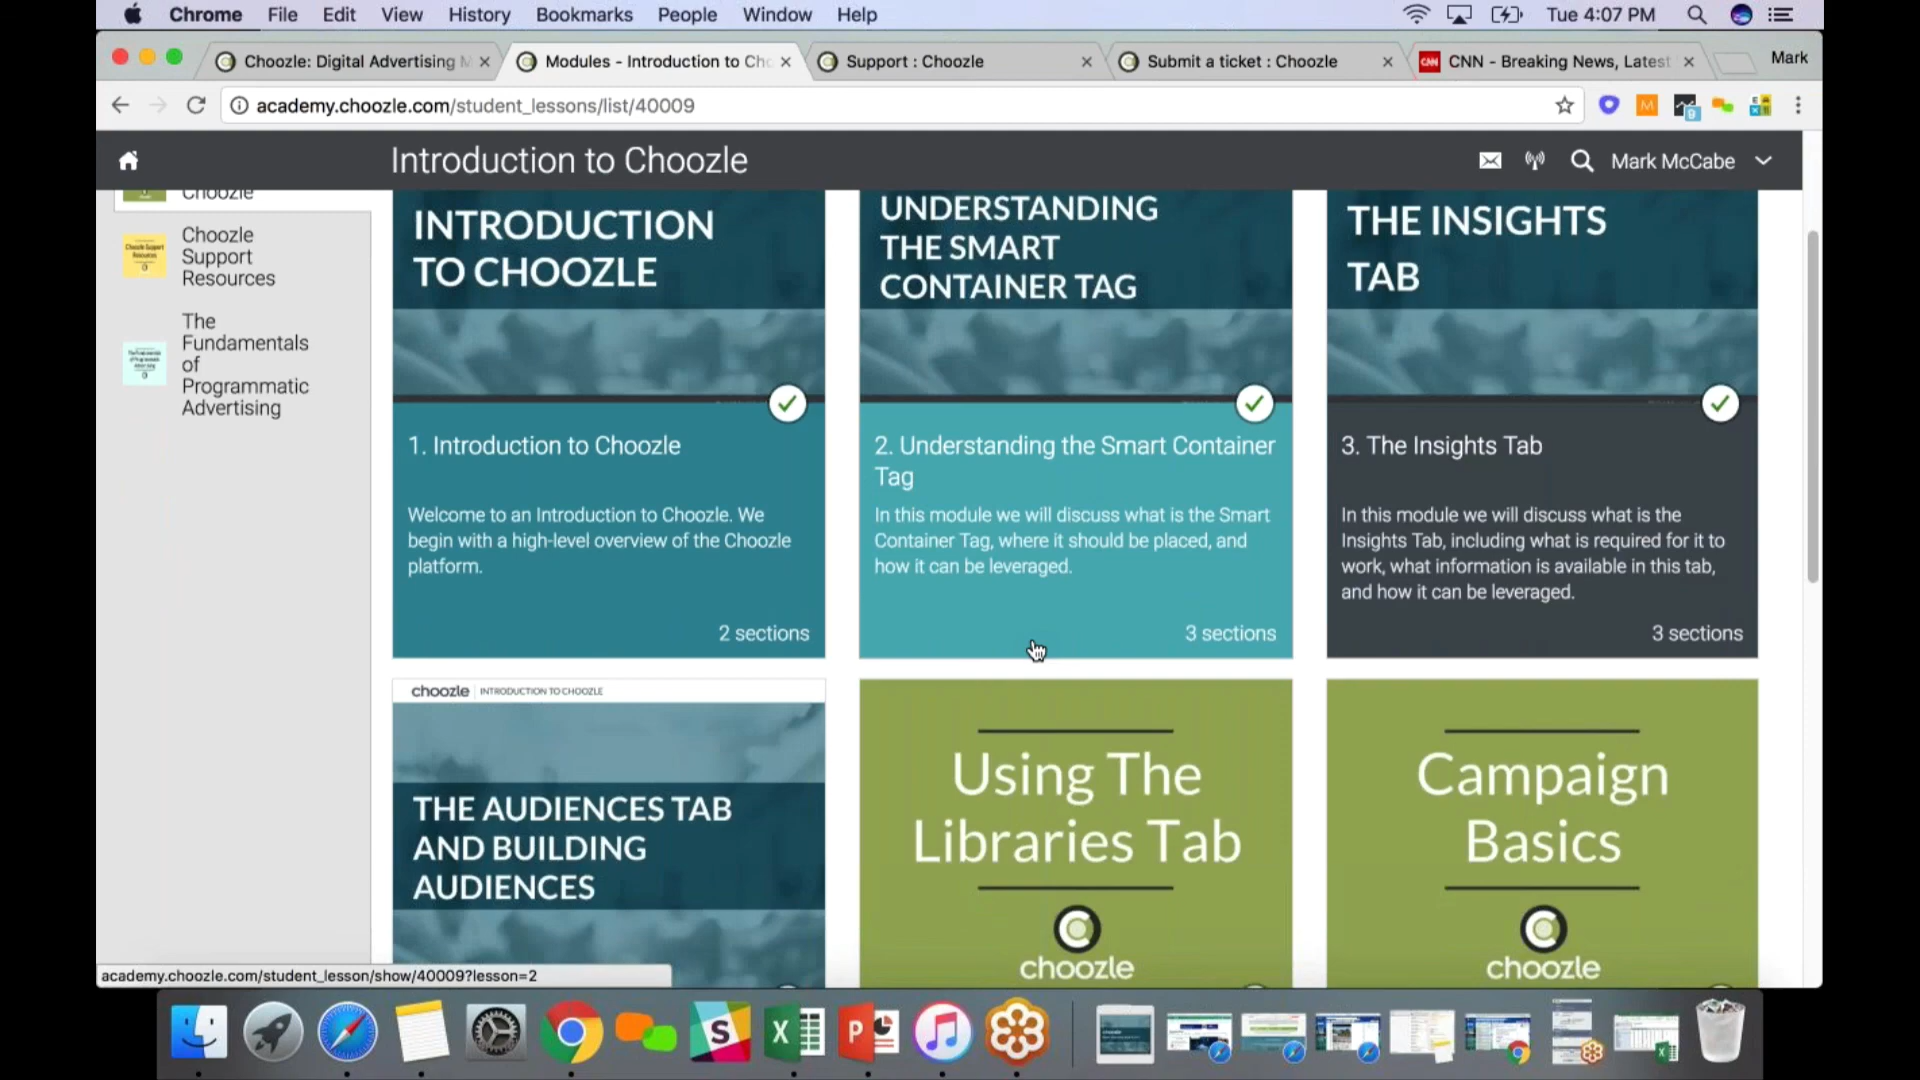 Chrome File Edit View History Bookmarks People Window Help Tue 4:07 PM
Choozle: Digital Advertising Modules - Introduction to Cho Support : Choozle Submit a ticket : Choozle CNN CNN - Breaking News, Latest Mark
academy.choozle.com/student_lessons/list/40009
Introduction to Choozle Mark McCabe
Choozle
Choozle
Support
Resources
The
Fundamentals
of
Programmatic
Advertising
INTRODUCTION
TO CHOOZLE
1. Introduction to Choozle
Welcome to an Introduction to Choozle. We
begin with a high-level overview of the Choozle
platform.
2 sections
UNDERSTANDING
THE SMART
CONTAINER TAG
2. Understanding the Smart Container
Tag
In this module we will discuss what is the Smart
Container Tag, where it should be placed, and
how it can be leveraged.
3 sections
THE INSIGHTS
TAB
3. The Insights Tab
In this module we will discuss what is the
Insights Tab, including what is required for it to
work, what information is available in this tab,
and how it can be leveraged.
3 sections
choozle INTRODUCTION TO CHOOZLE
THE AUDIENCES TAB
AND BUILDING
AUDIENCES
Using The
Libraries Tab
choozle
Campaign
Basics
choozle
academy.choozle.com/student_lesson/show/40009?lesson=2